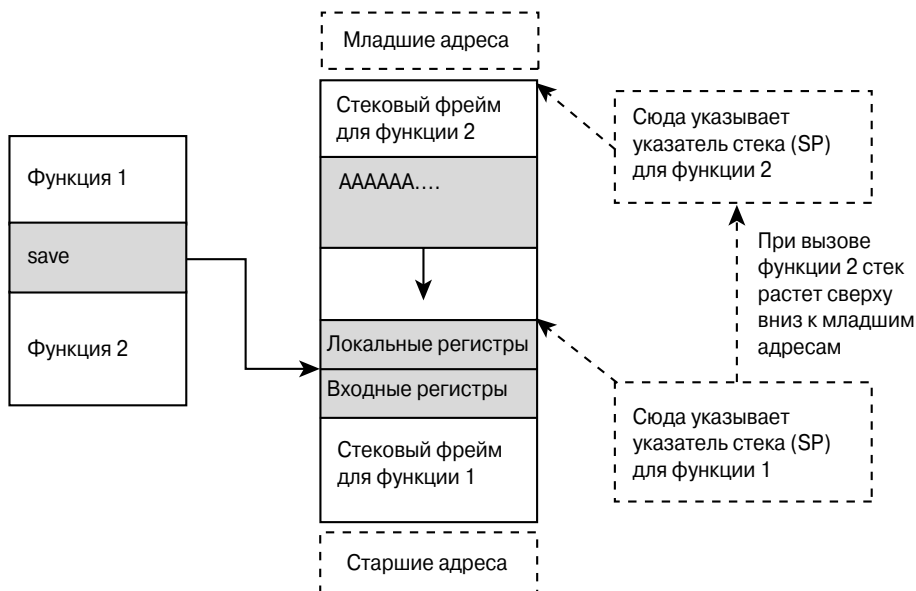 Младшие адреса
Стековый фрейм
для функции 2
AAAAAA....
Локальные регистры
Входные регистры
Стековый фрейм
для функции 1
Старшие адреса
Функция 1
save
Функция 2
Сюда указывает
указатель стека (SP)
для функции 2
При вызове
функции 2 стек
растет сверху
вниз к младшим
адресам
Сюда указывает
указатель стека (SP)
для функции 1